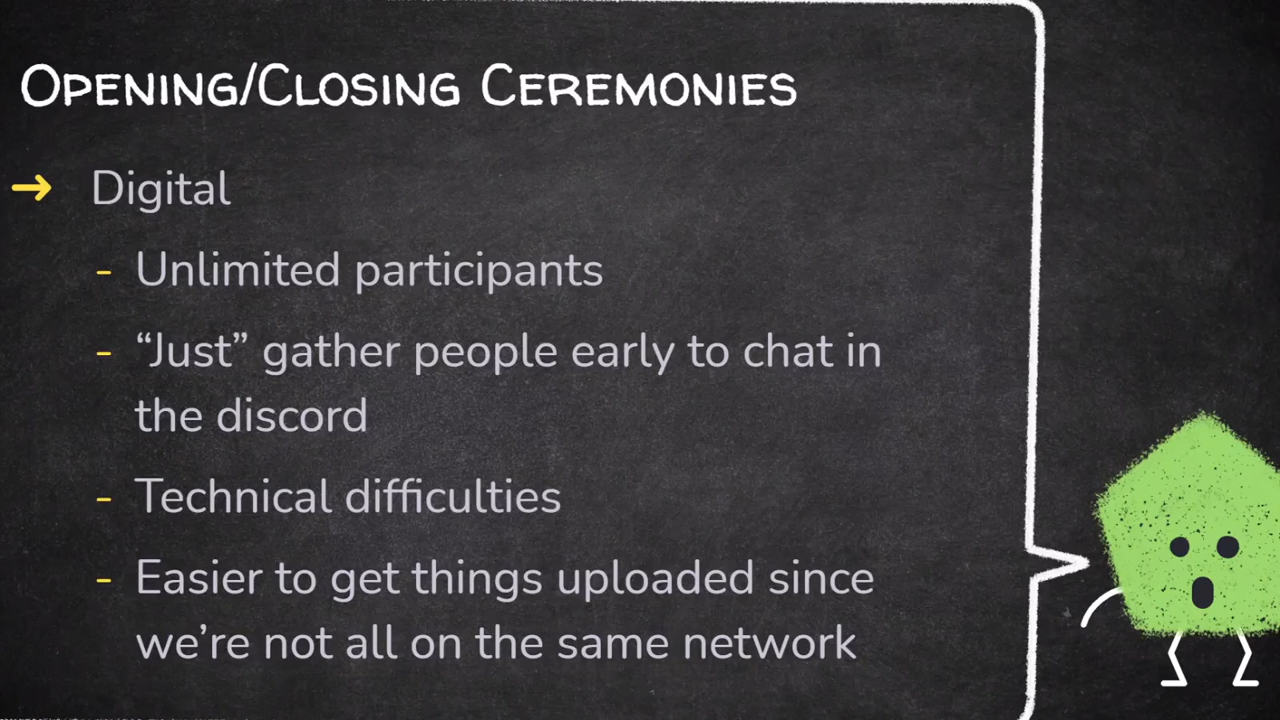 Opening/Closing Ceremonies
➜ Digital
- Unlimited participants
- “Just” gather people early to chat in
the discord
- Technical difficulties
- Easier to get things uploaded since
we’re not all on the same network